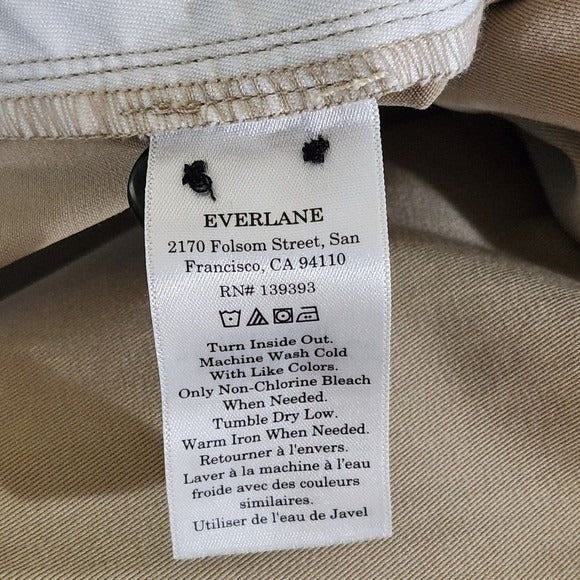 EVERLANE
2170 Folsom Street, San
Francisco, CA 94110
RN# 139393
Turn Inside Out.
Machine Wash Cold
With Like Colors.
Only Non-Chlorine Bleach
When Needed.
Tumble Dry Low.
Warm Iron When Needed.
Retourner à l'envers.
Laver à la machine à l'eau
froide avec des couleurs
similaires.
Utiliser de l'eau de Javel